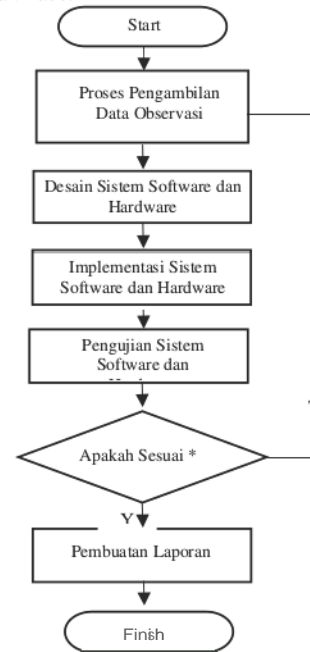 Start
Proses Pengambilan
Data Observasi
Desain Sistem Software dan
Hardware
Implementasi Sistem
Software dan Hardware
Pengujian Sistem
Software dan
Apakah Sesuai *
Y
Pembuatan Laporan
Finish